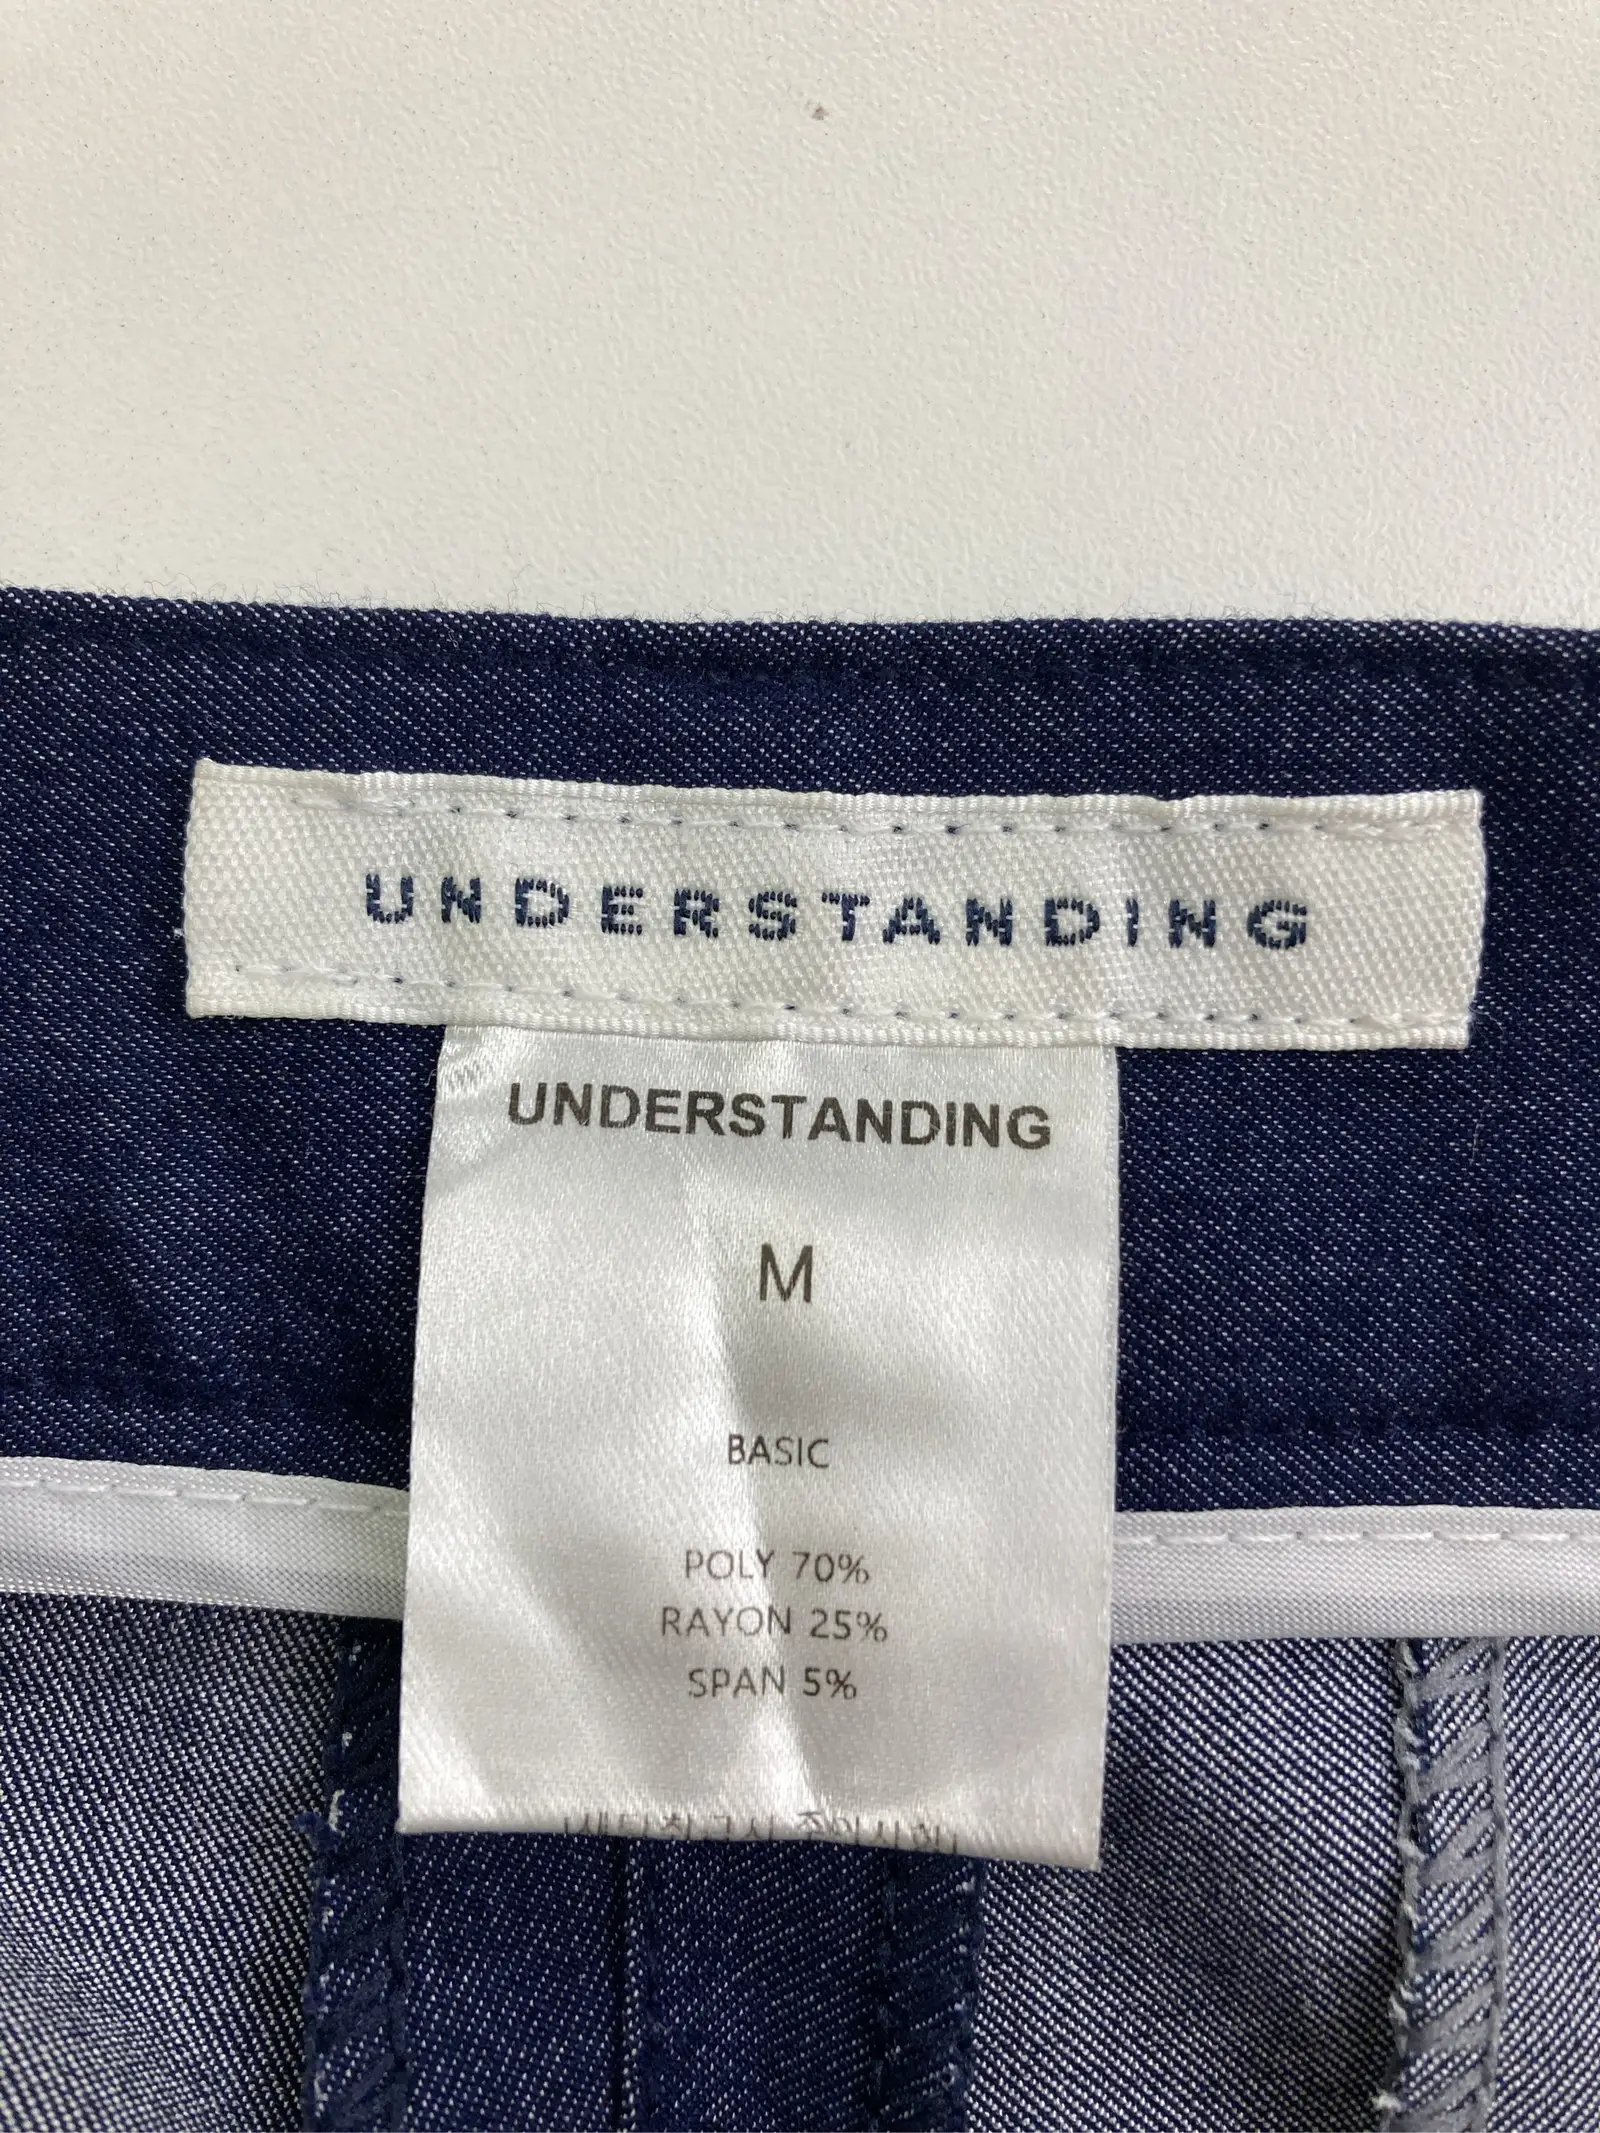 UNDERSTANDING
UNDERSTANDING
M
BASIC
POLY 70%
RAYON 25%
SPAN 5%